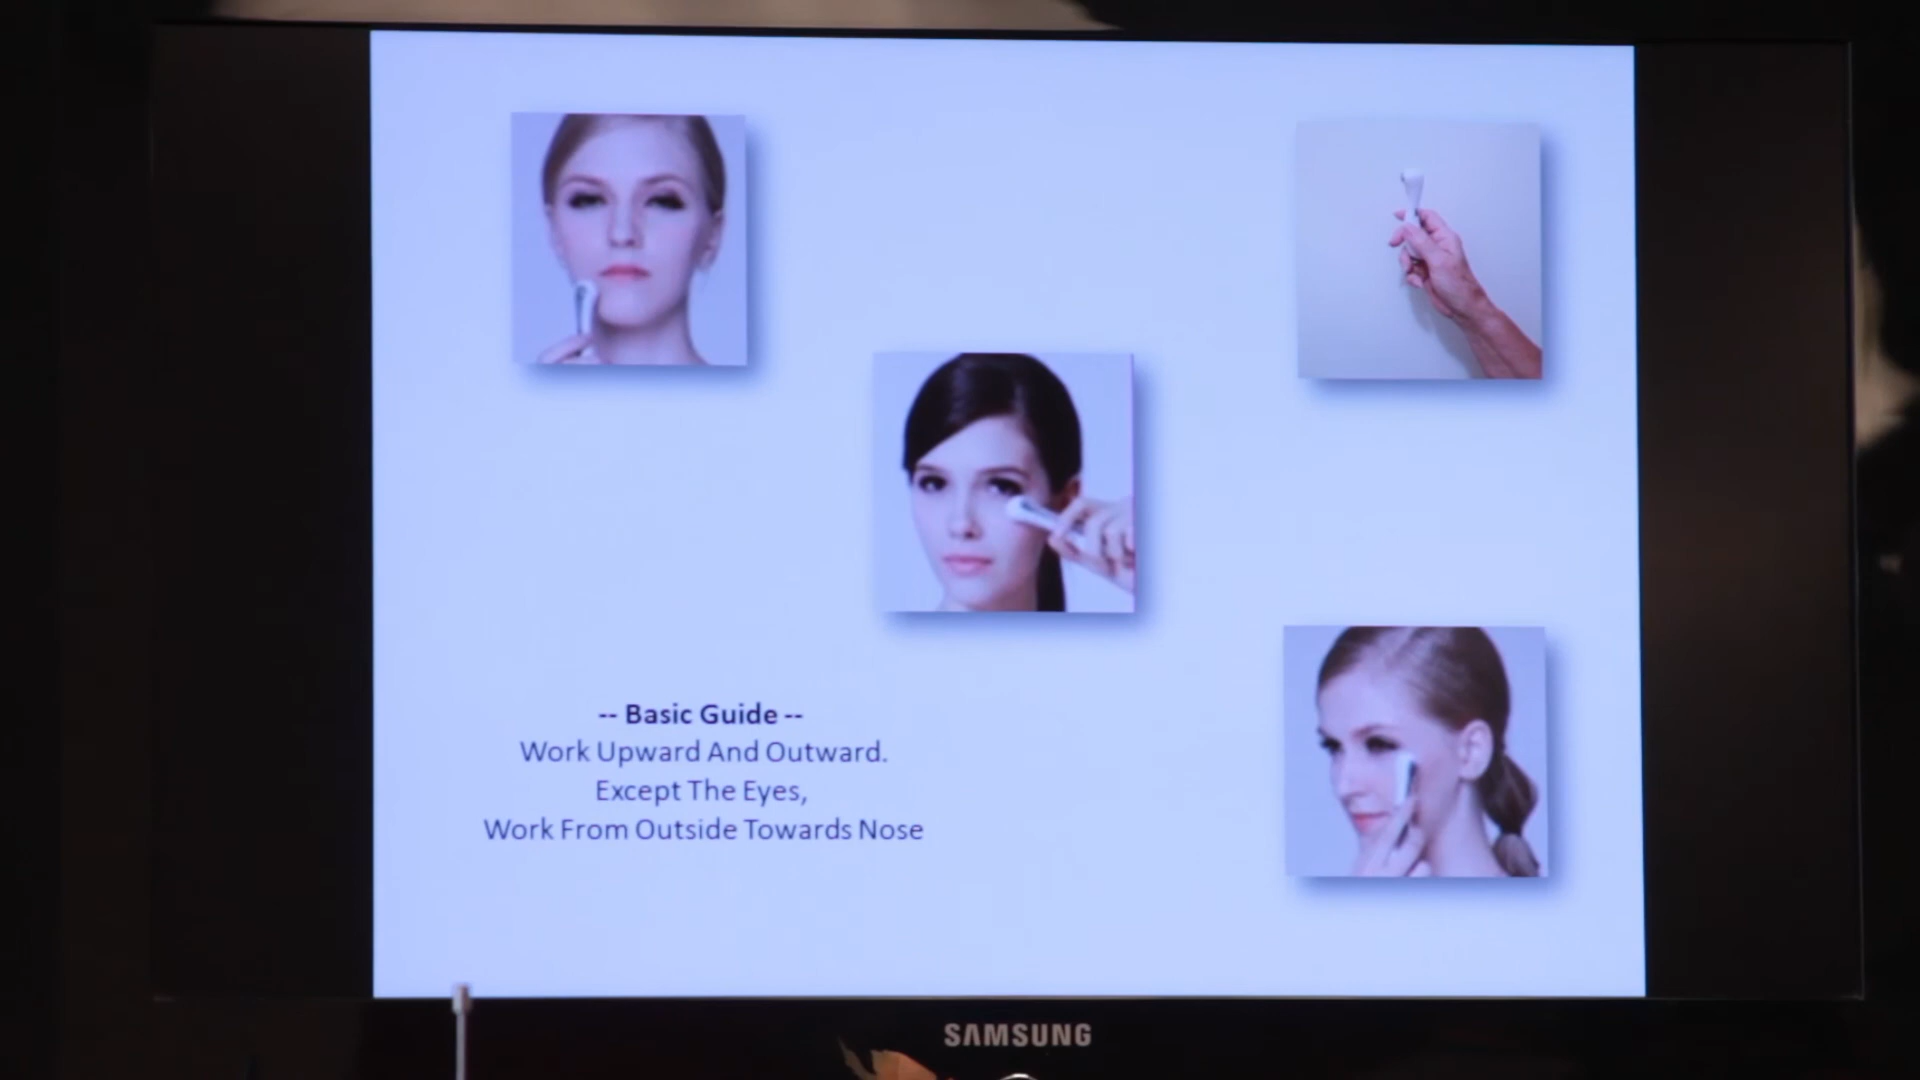 -- Basic Guide --
Work Upward And Outward.
Except The Eyes,
Work From Outside Towards Nose
SAMSUNG